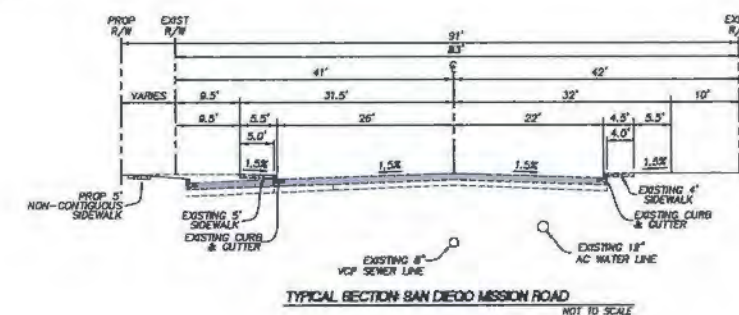 PROP R/W
EXIST R/W
EXIST R/W
91'
83'
41'
℄
42'
VARIES
9.5'
31.5'
32'
10'
9.5'
5.5'
26'
22'
4.5'
5.5'
5.0'
4.0'
1.5%
1.5%
1.5%
1.5%
PROP 5'
NON-CONTIGUOUS
SIDEWALK
EXISTING 5'
SIDEWALK
EXISTING CURB
& GUTTER
EXISTING 8"
VCP SEWER LINE
EXISTING 12"
AC WATER LINE
EXISTING 4'
SIDEWALK
EXISTING CURB
& GUTTER
TYPICAL SECTION: SAN DIEGO MISSION ROAD
NOT TO SCALE